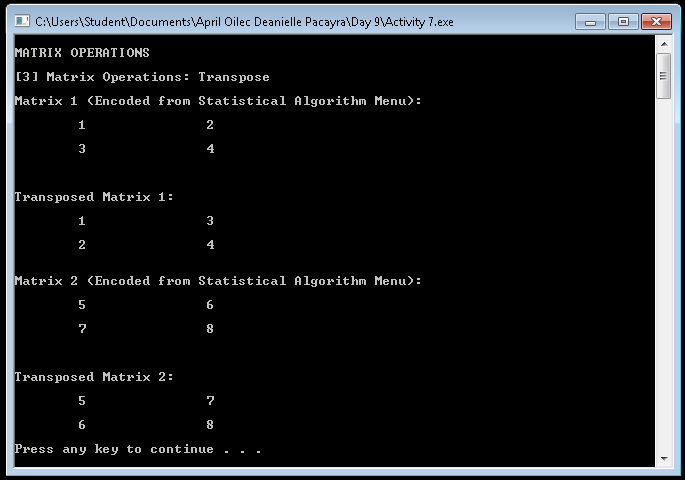 C:\Users\Student\Documents\April Oilec Deanielle Pacayra\Day 9\Activity 7.exe
MATRIX OPERATIONS
[3] Matrix Operations: Transpose
Matrix 1 (Encoded from Statistical Algorithm Menu):
1 2
3 4
Transposed Matrix 1:
1 3
2 4
Matrix 2 (Encoded from Statistical Algorithm Menu):
5 6
7 8
Transposed Matrix 2:
5 7
6 8
Press any key to continue . . .